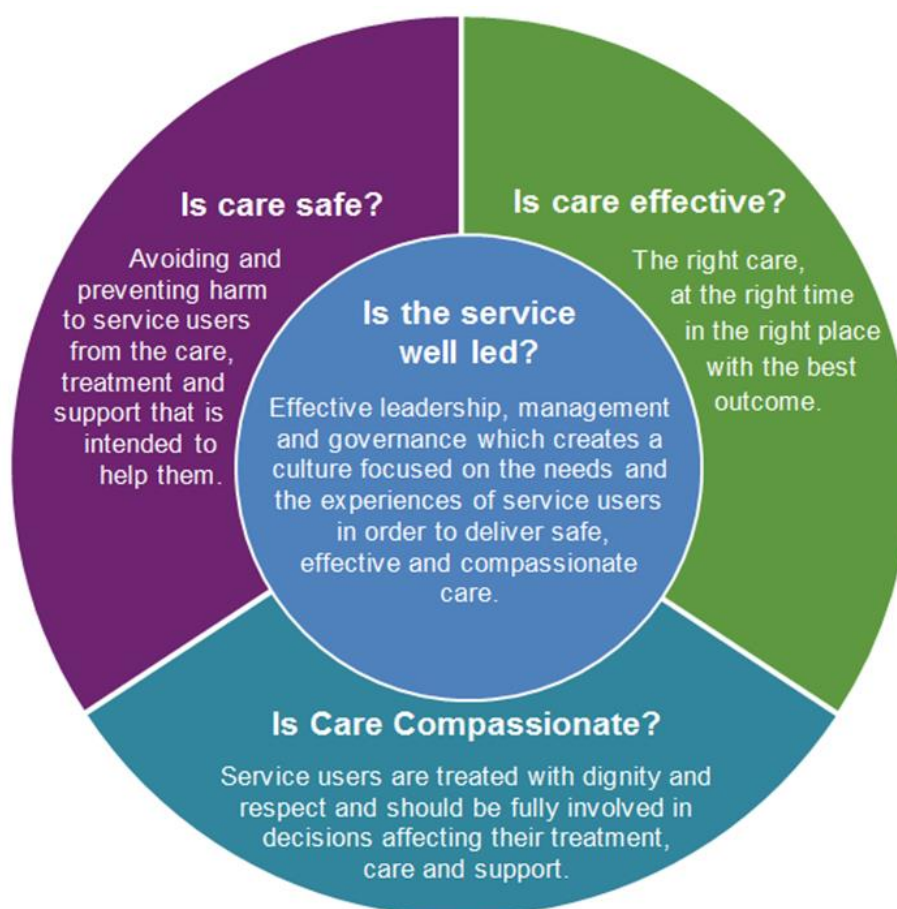 Is care safe?
Avoiding and
preventing harm
to service users
from the care,
treatment and
support that is
intended to
help them.
Is care effective?
The right care,
at the right time
in the right place
with the best
outcome.
Is the service
well led?
Effective leadership, management
and governance which creates a
culture focused on the needs and
the experiences of service users
in order to deliver safe,
effective and compassionate
care.
Is Care Compassionate?
Service users are treated with dignity and
respect and should be fully involved in
decisions affecting their treatment,
care and support.